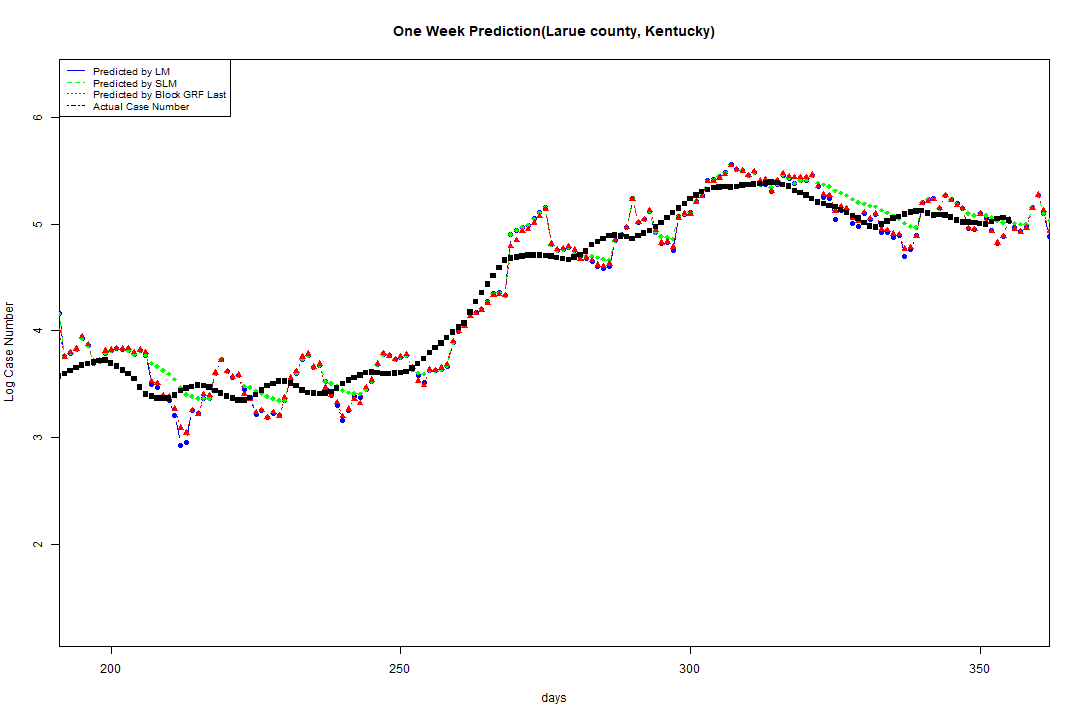 One Week Prediction(Larue county, Kentucky)
Predicted by LM
Predicted by SLM
Predicted by Block GRF Last
Actual Case Number
Log Case Number
6
5
4
3
2
200
250
300
350
days